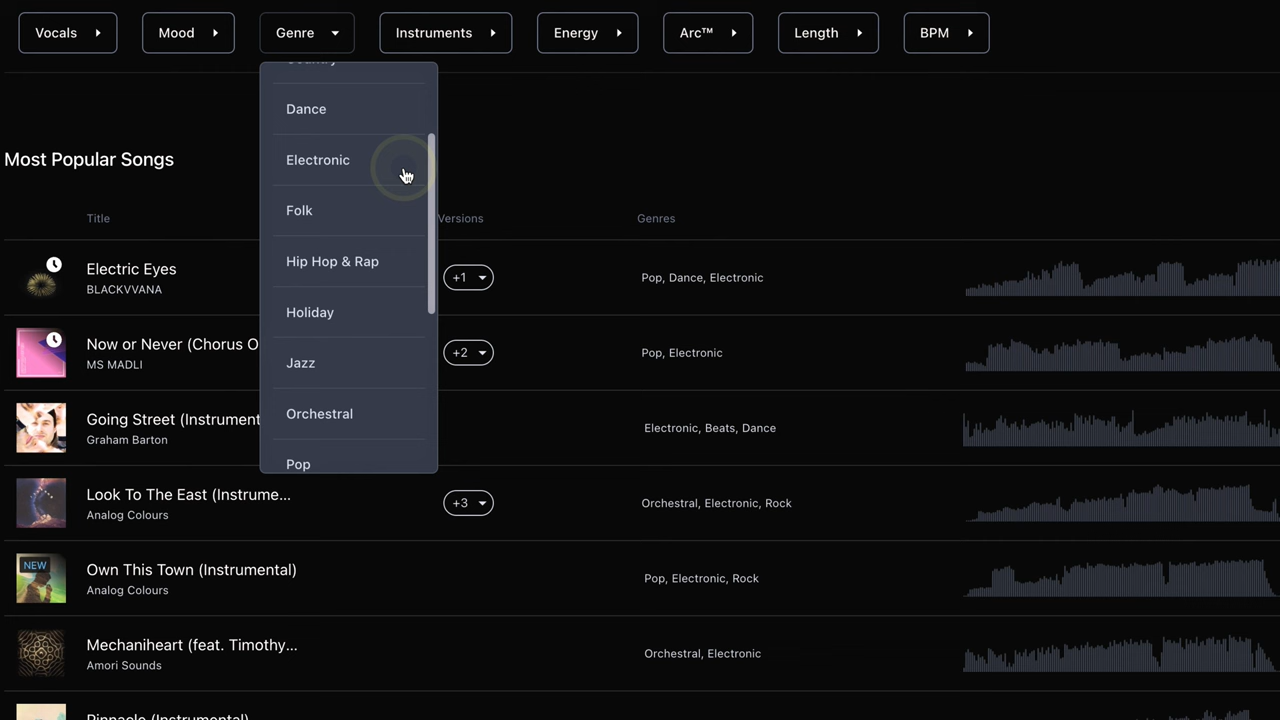 Vocals
Mood
Genre
Instruments
Energy
Arc™
Length
BPM
Country
Dance
Electronic
Folk
Hip Hop & Rap
Holiday
Jazz
Orchestral
Pop
Most Popular Songs
Title
Versions
Genres
Electric Eyes
BLACKVVANA
+1
Pop, Dance, Electronic
Now or Never (Chorus O
MS MADLI
+2
Pop, Electronic
Going Street (Instrument
Graham Barton
Electronic, Beats, Dance
Look To The East (Instrume...
Analog Colours
+3
Orchestral, Electronic, Rock
NEW
Own This Town (Instrumental)
Analog Colours
Pop, Electronic, Rock
Mechaniheart (feat. Timothy...
Amori Sounds
Orchestral, Electronic
Pinnacle (Instrumental)